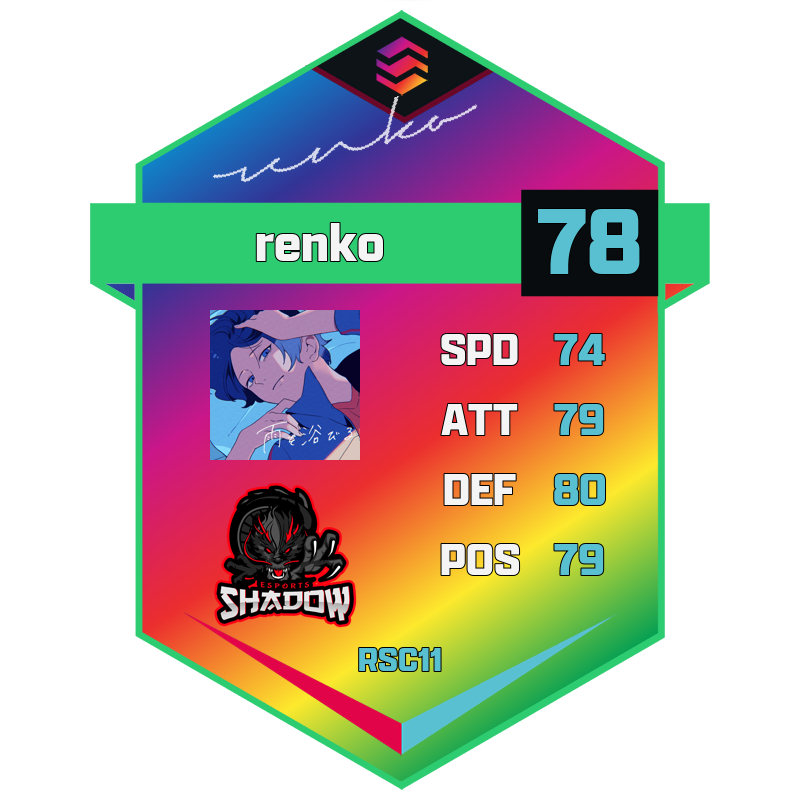 renko
renko
78
SPD 74
雨を浴びる
ATT 79
DEF 80
POS 79
ESPORTS
SHADOW
RSC11